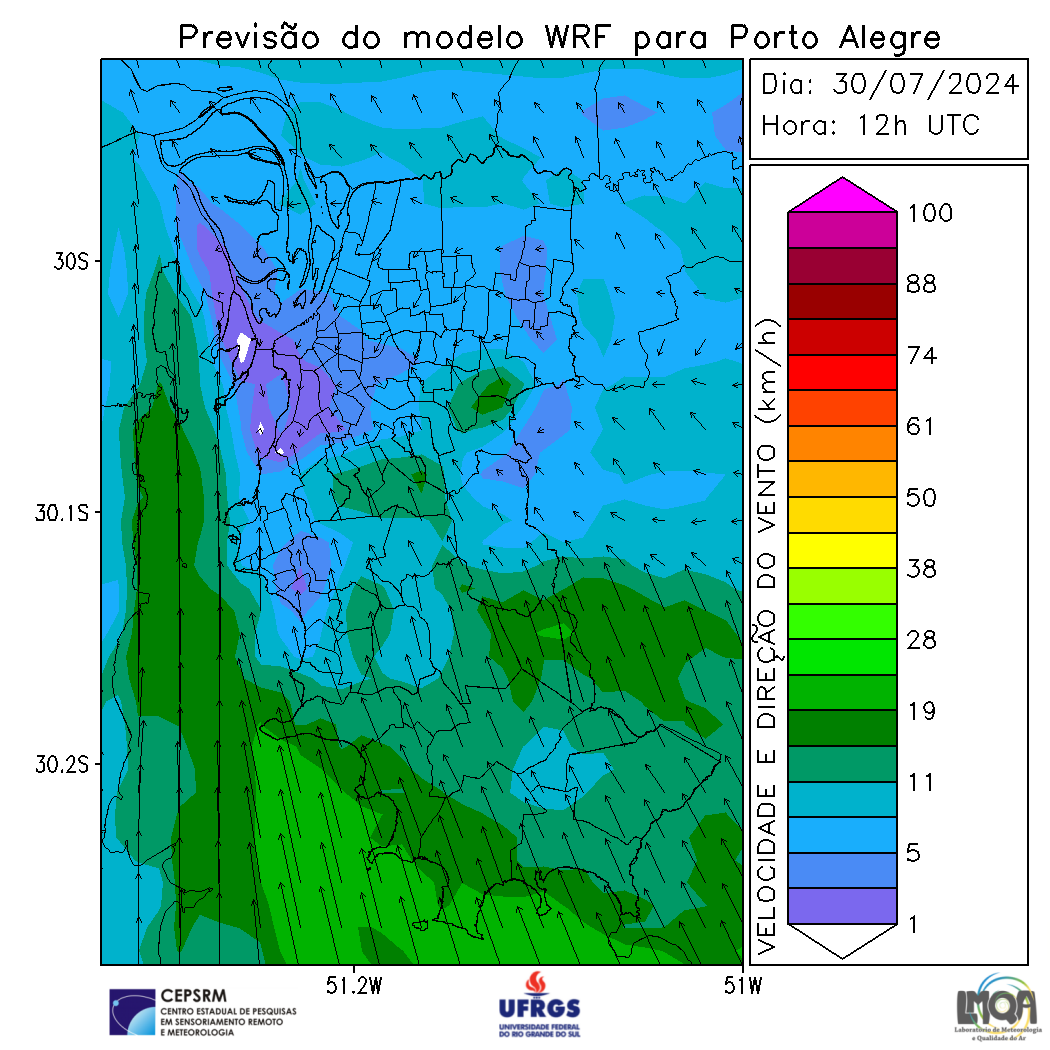 Previsão do modelo WRF para Porto Alegre
Dia: 30/07/2024
Hora: 12h UTC
30S
30.1S
30.2S
51.2W
51W
VELOCIDADE E DIREÇÃO DO VENTO (km/h)
100
88
74
61
50
38
28
19
11
5
1
CEPSRM
CENTRO ESTADUAL DE PESQUISAS
EM SENSORIAMENTO REMOTO
E METEOROLOGIA
UFRGS
UNIVERSIDADE FEDERAL
DO RIO GRANDE DO SUL
LMQA
Laboratório de Meteorologia
e Qualidade do Ar